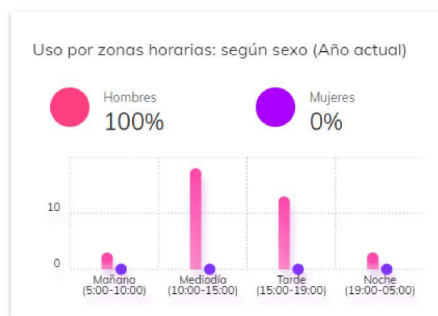 Uso por zonas horarias: según sexo (Año actual)
Hombres
100%
Mujeres
0%
10
0
Mañana
(5:00-10:00)
Mediodía
(10:00-15:00)
Tarde
(15:00-19:00)
Noche
(19:00-05:00)